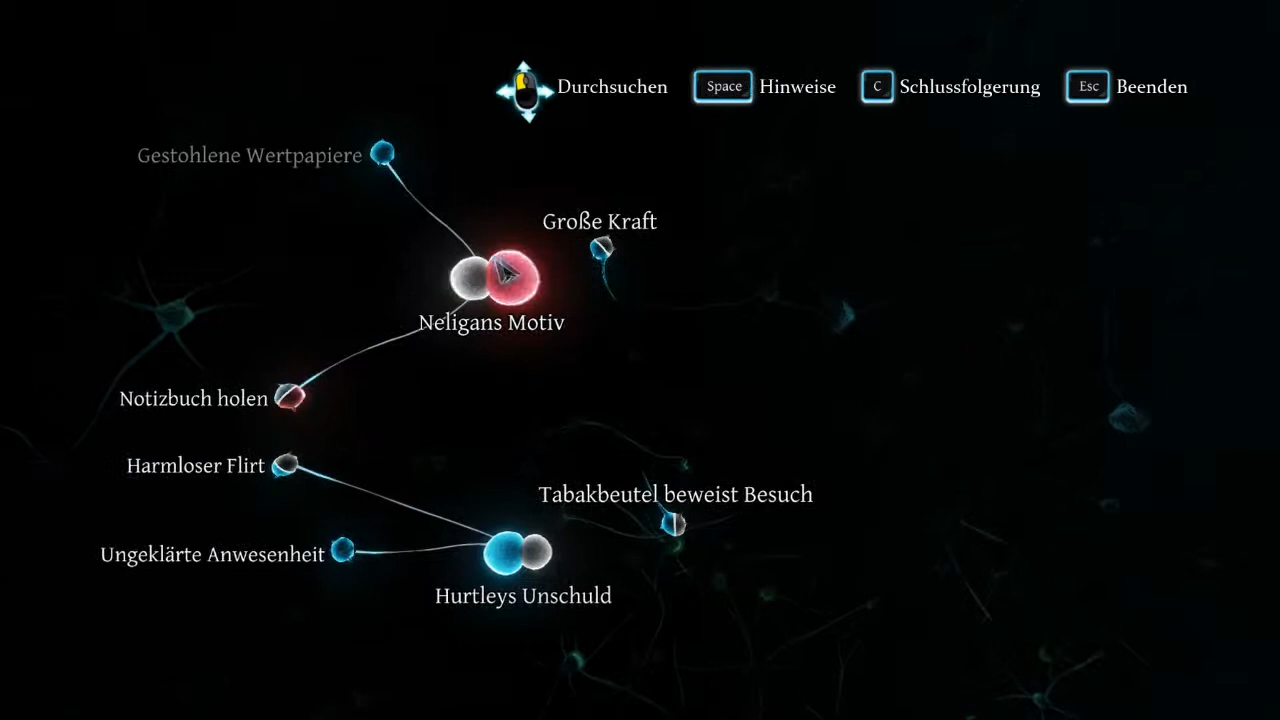 Durchsuchen
Space Hinweise
C Schlussfolgerung
Esc Beenden
Gestohlene Wertpapiere
Große Kraft
Neligans Motiv
Notizbuch holen
Harmloser Flirt
Tabakbeutel beweist Besuch
Ungeklärte Anwesenheit
Hurtleys Unschuld